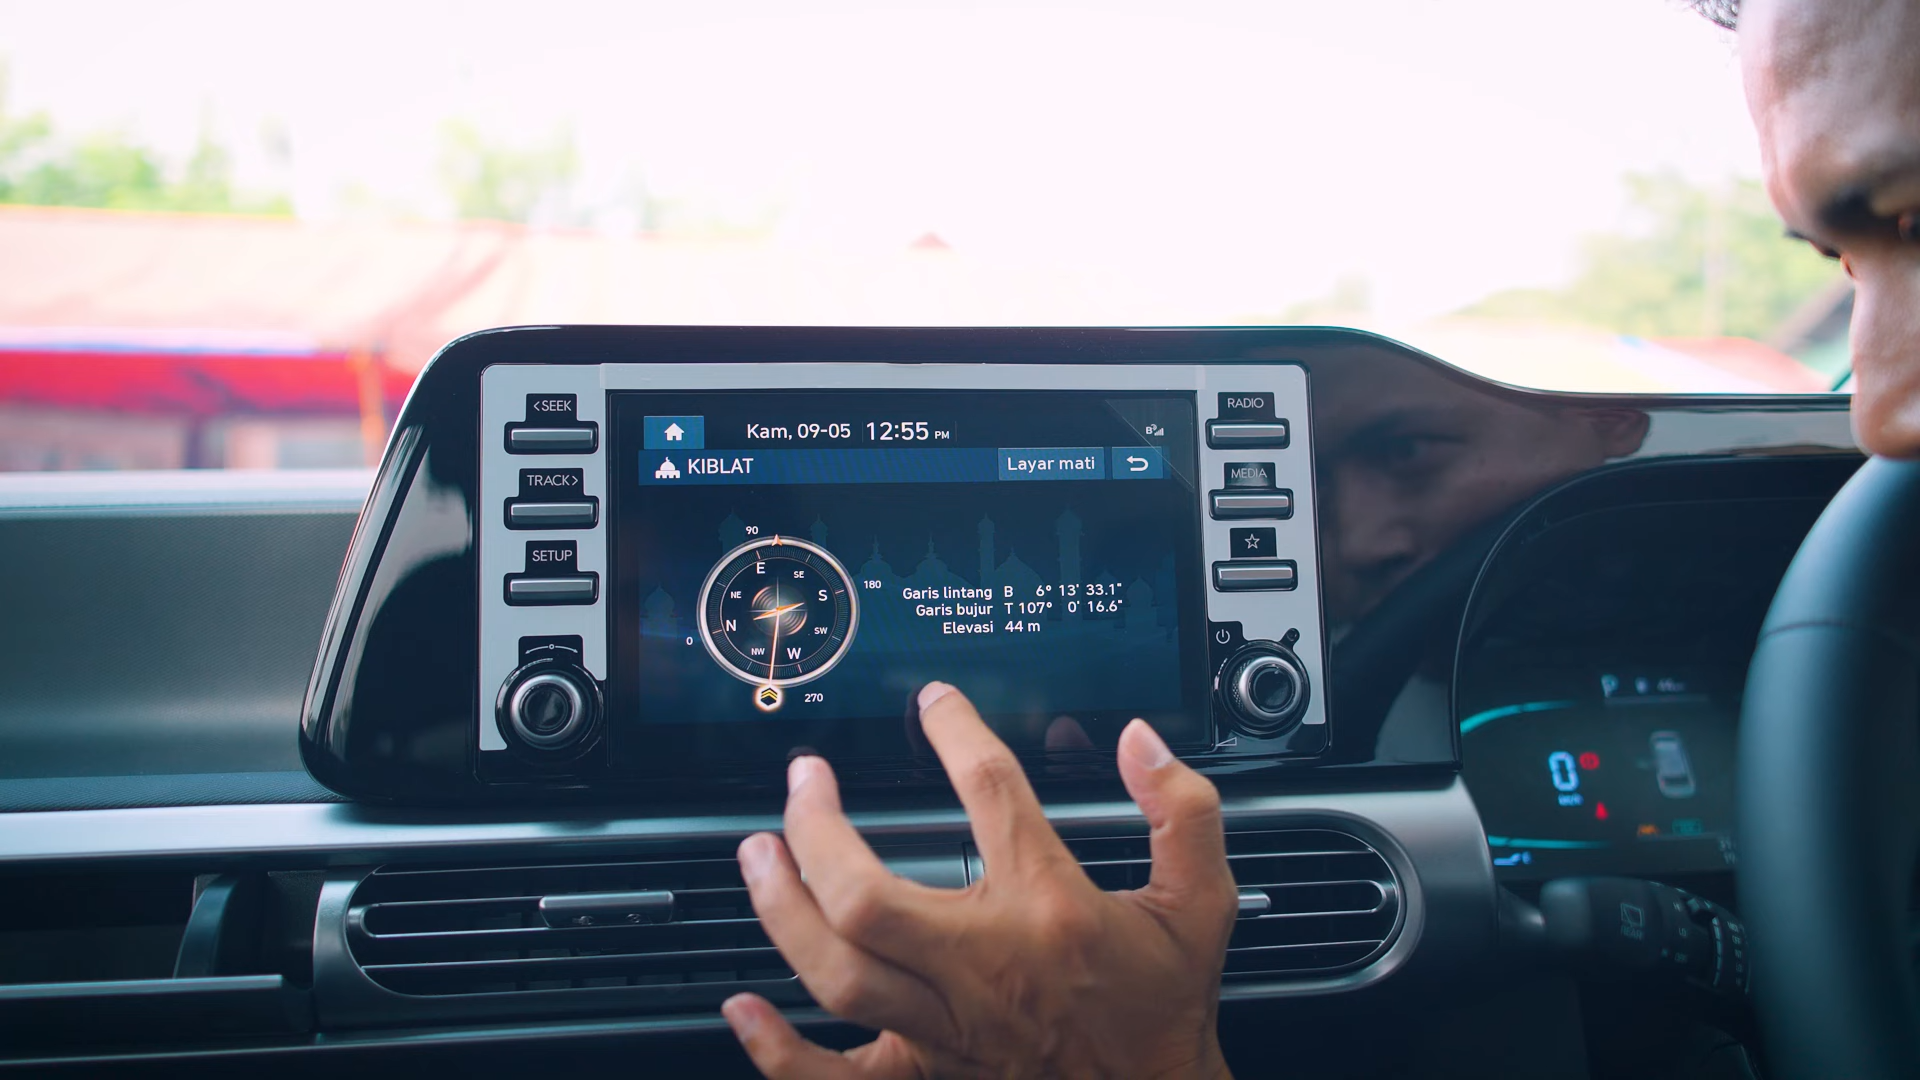 <SEEK
TRACK>
SETUP
Kam, 09-05 12:55 PM
KIBLAT
Layar mati
90
E
SE
NE
S
180
N
SW
0
NW
W
270
Garis lintang B 6° 13' 33.1"
Garis bujur T 107° 0' 16.6"
Elevasi 44 m
RADIO
MEDIA
P
0